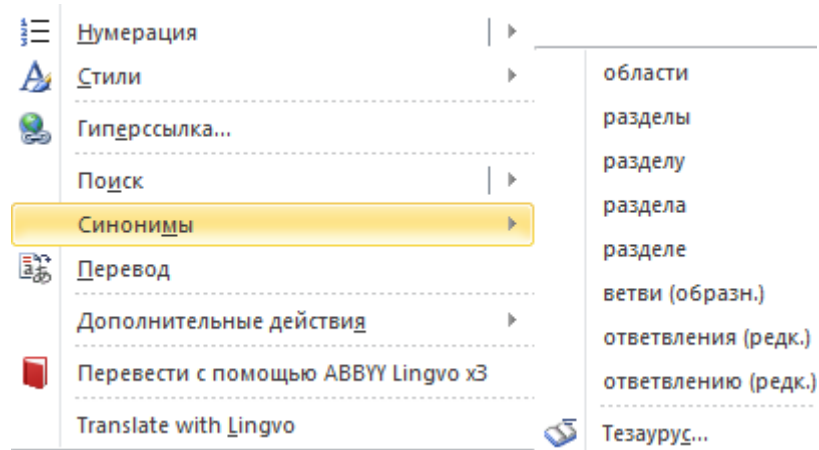 Нумерация
Стили
Гиперссылка...
Поиск
Синонимы
Перевод
Дополнительные действия
Перевести с помощью ABBYY Lingvo x3
Translate with Lingvo
области
разделы
разделу
раздела
разделе
ветви (образн.)
ответвления (редк.)
ответвлению (редк.)
Тезаурус...